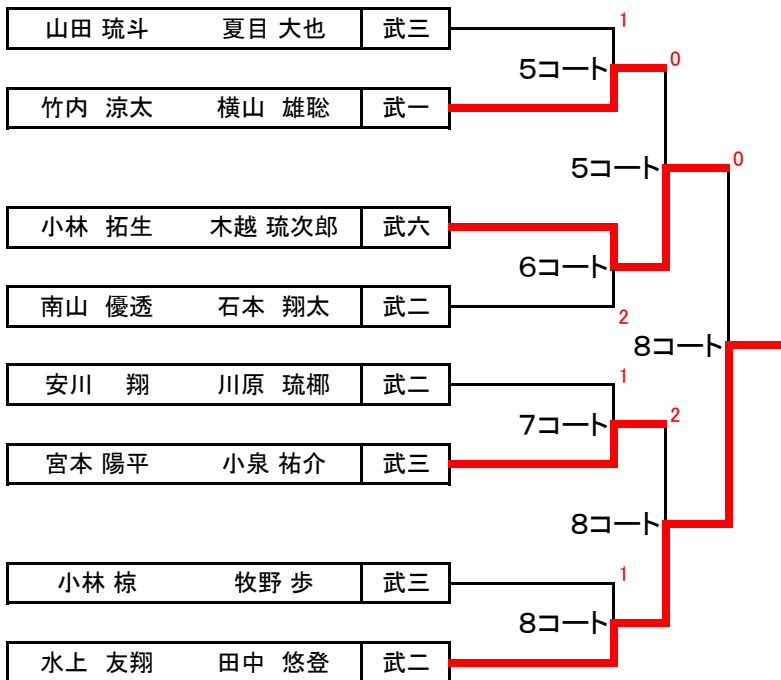 山田 琉斗 夏目 大也 武三
1
5コート
0
竹内 涼太 横山 雄聡 武一
5コート
0
小林 拓生 木越 琉次郎 武六
6コート
南山 優透 石本 翔太 武二
2
8コート
安川 翔 川原 琉椰 武二
1
7コート
2
宮本 陽平 小泉 祐介 武三
8コート
小林 椋 牧野 歩 武三
1
8コート
水上 友翔 田中 悠登 武二